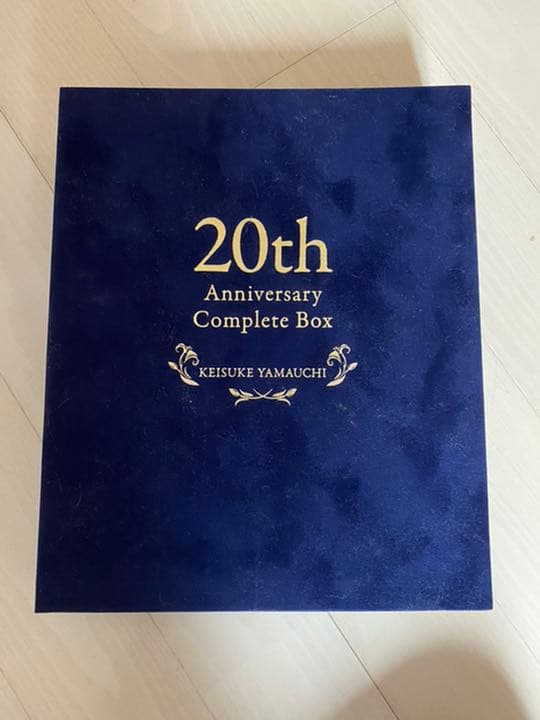 20th
Anniversary
Complete Box
KEISUKE YAMAUCHI